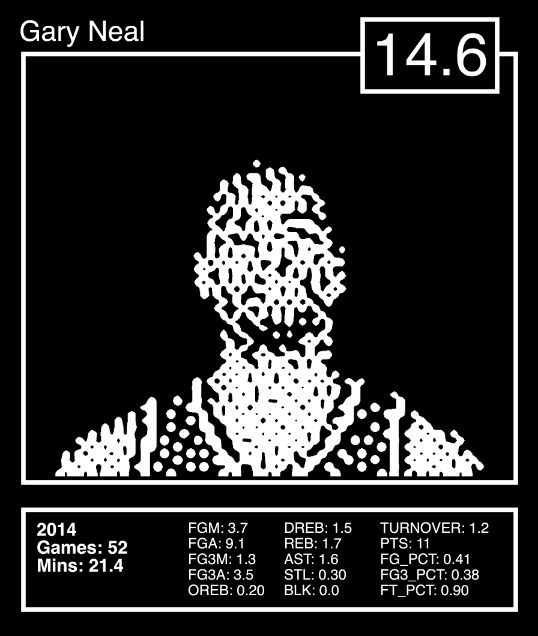 Gary Neal
14.6
2014
Games: 52
Mins: 21.4
FGM: 3.7
FGA: 9.1
FG3M: 1.3
FG3A: 3.5
OREB: 0.20
DREB: 1.5
REB: 1.7
AST: 1.6
STL: 0.30
BLK: 0.0
TURNOVER: 1.2
PTS: 11
FG_PCT: 0.41
FG3_PCT: 0.38
FT_PCT: 0.90